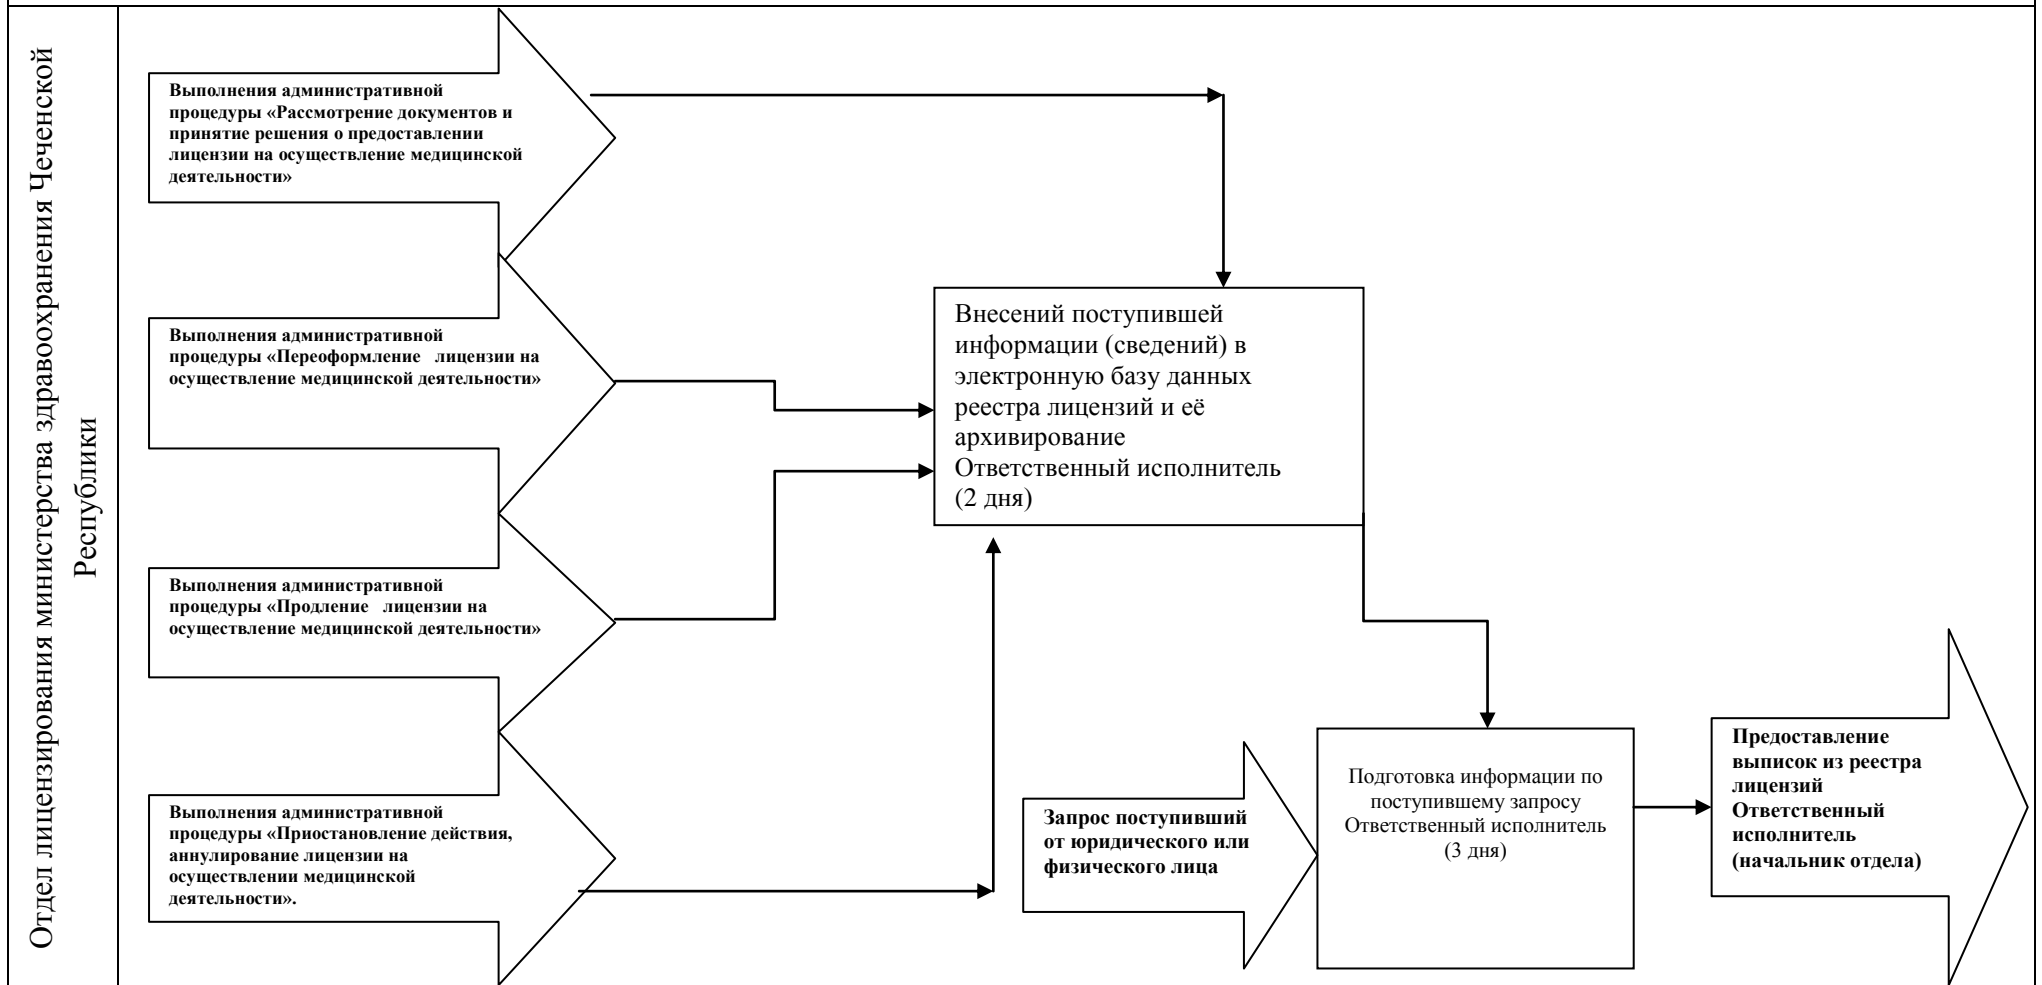 Отдел лицензирования министерства здравоохранения Чеченской
Республики
Выполнения административной
процедуры «Рассмотрение документов и
принятие решения о предоставлении
лицензии на осуществление медицинской
деятельности»
Выполнения административной
процедуры «Переоформление лицензии на
осуществление медицинской деятельности»
Выполнения административной
процедуры «Продление лицензии на
осуществление медицинской деятельности»
Выполнения административной
процедуры «Приостановление действия,
аннулирование лицензии на
осуществлении медицинской
деятельности».
Внесений поступившей
информации (сведений) в
электронную базу данных
реестра лицензий и её
архивирование
Ответственный исполнитель
(2 дня)
Запрос поступивший
от юридического или
физического лица
Подготовка информации по
поступившему запросу
Ответственный исполнитель
(3 дня)
Предоставление
выписок из реестра
лицензий
Ответственный
исполнитель
(начальник отдела)